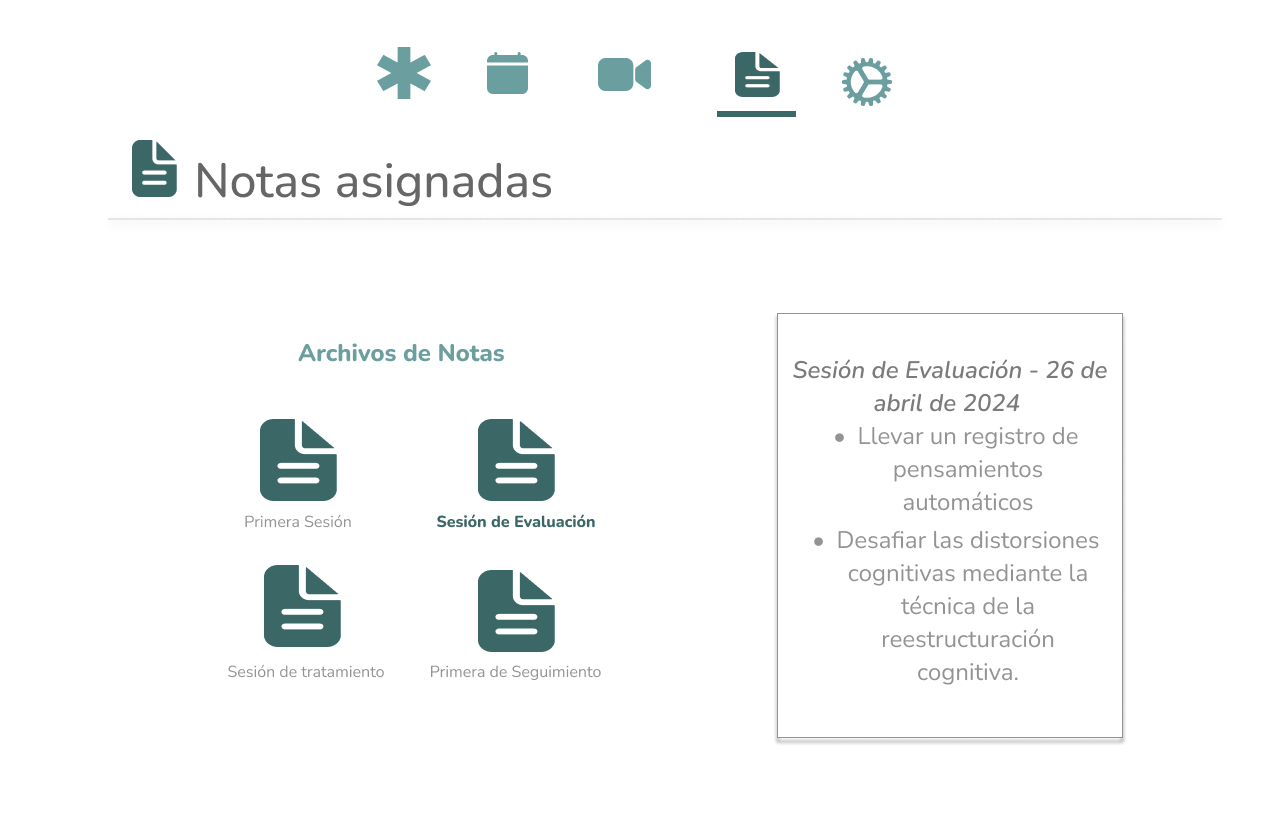 Notas asignadas
Archivos de Notas
Primera Sesión
Sesión de Evaluación
Sesión de tratamiento
Primera de Seguimiento
Sesión de Evaluación - 26 de
abril de 2024
• Llevar un registro de
pensamientos
automáticos
• Desafiar las distorsiones
cognitivas mediante la
técnica de la
reestructuración
cognitiva.